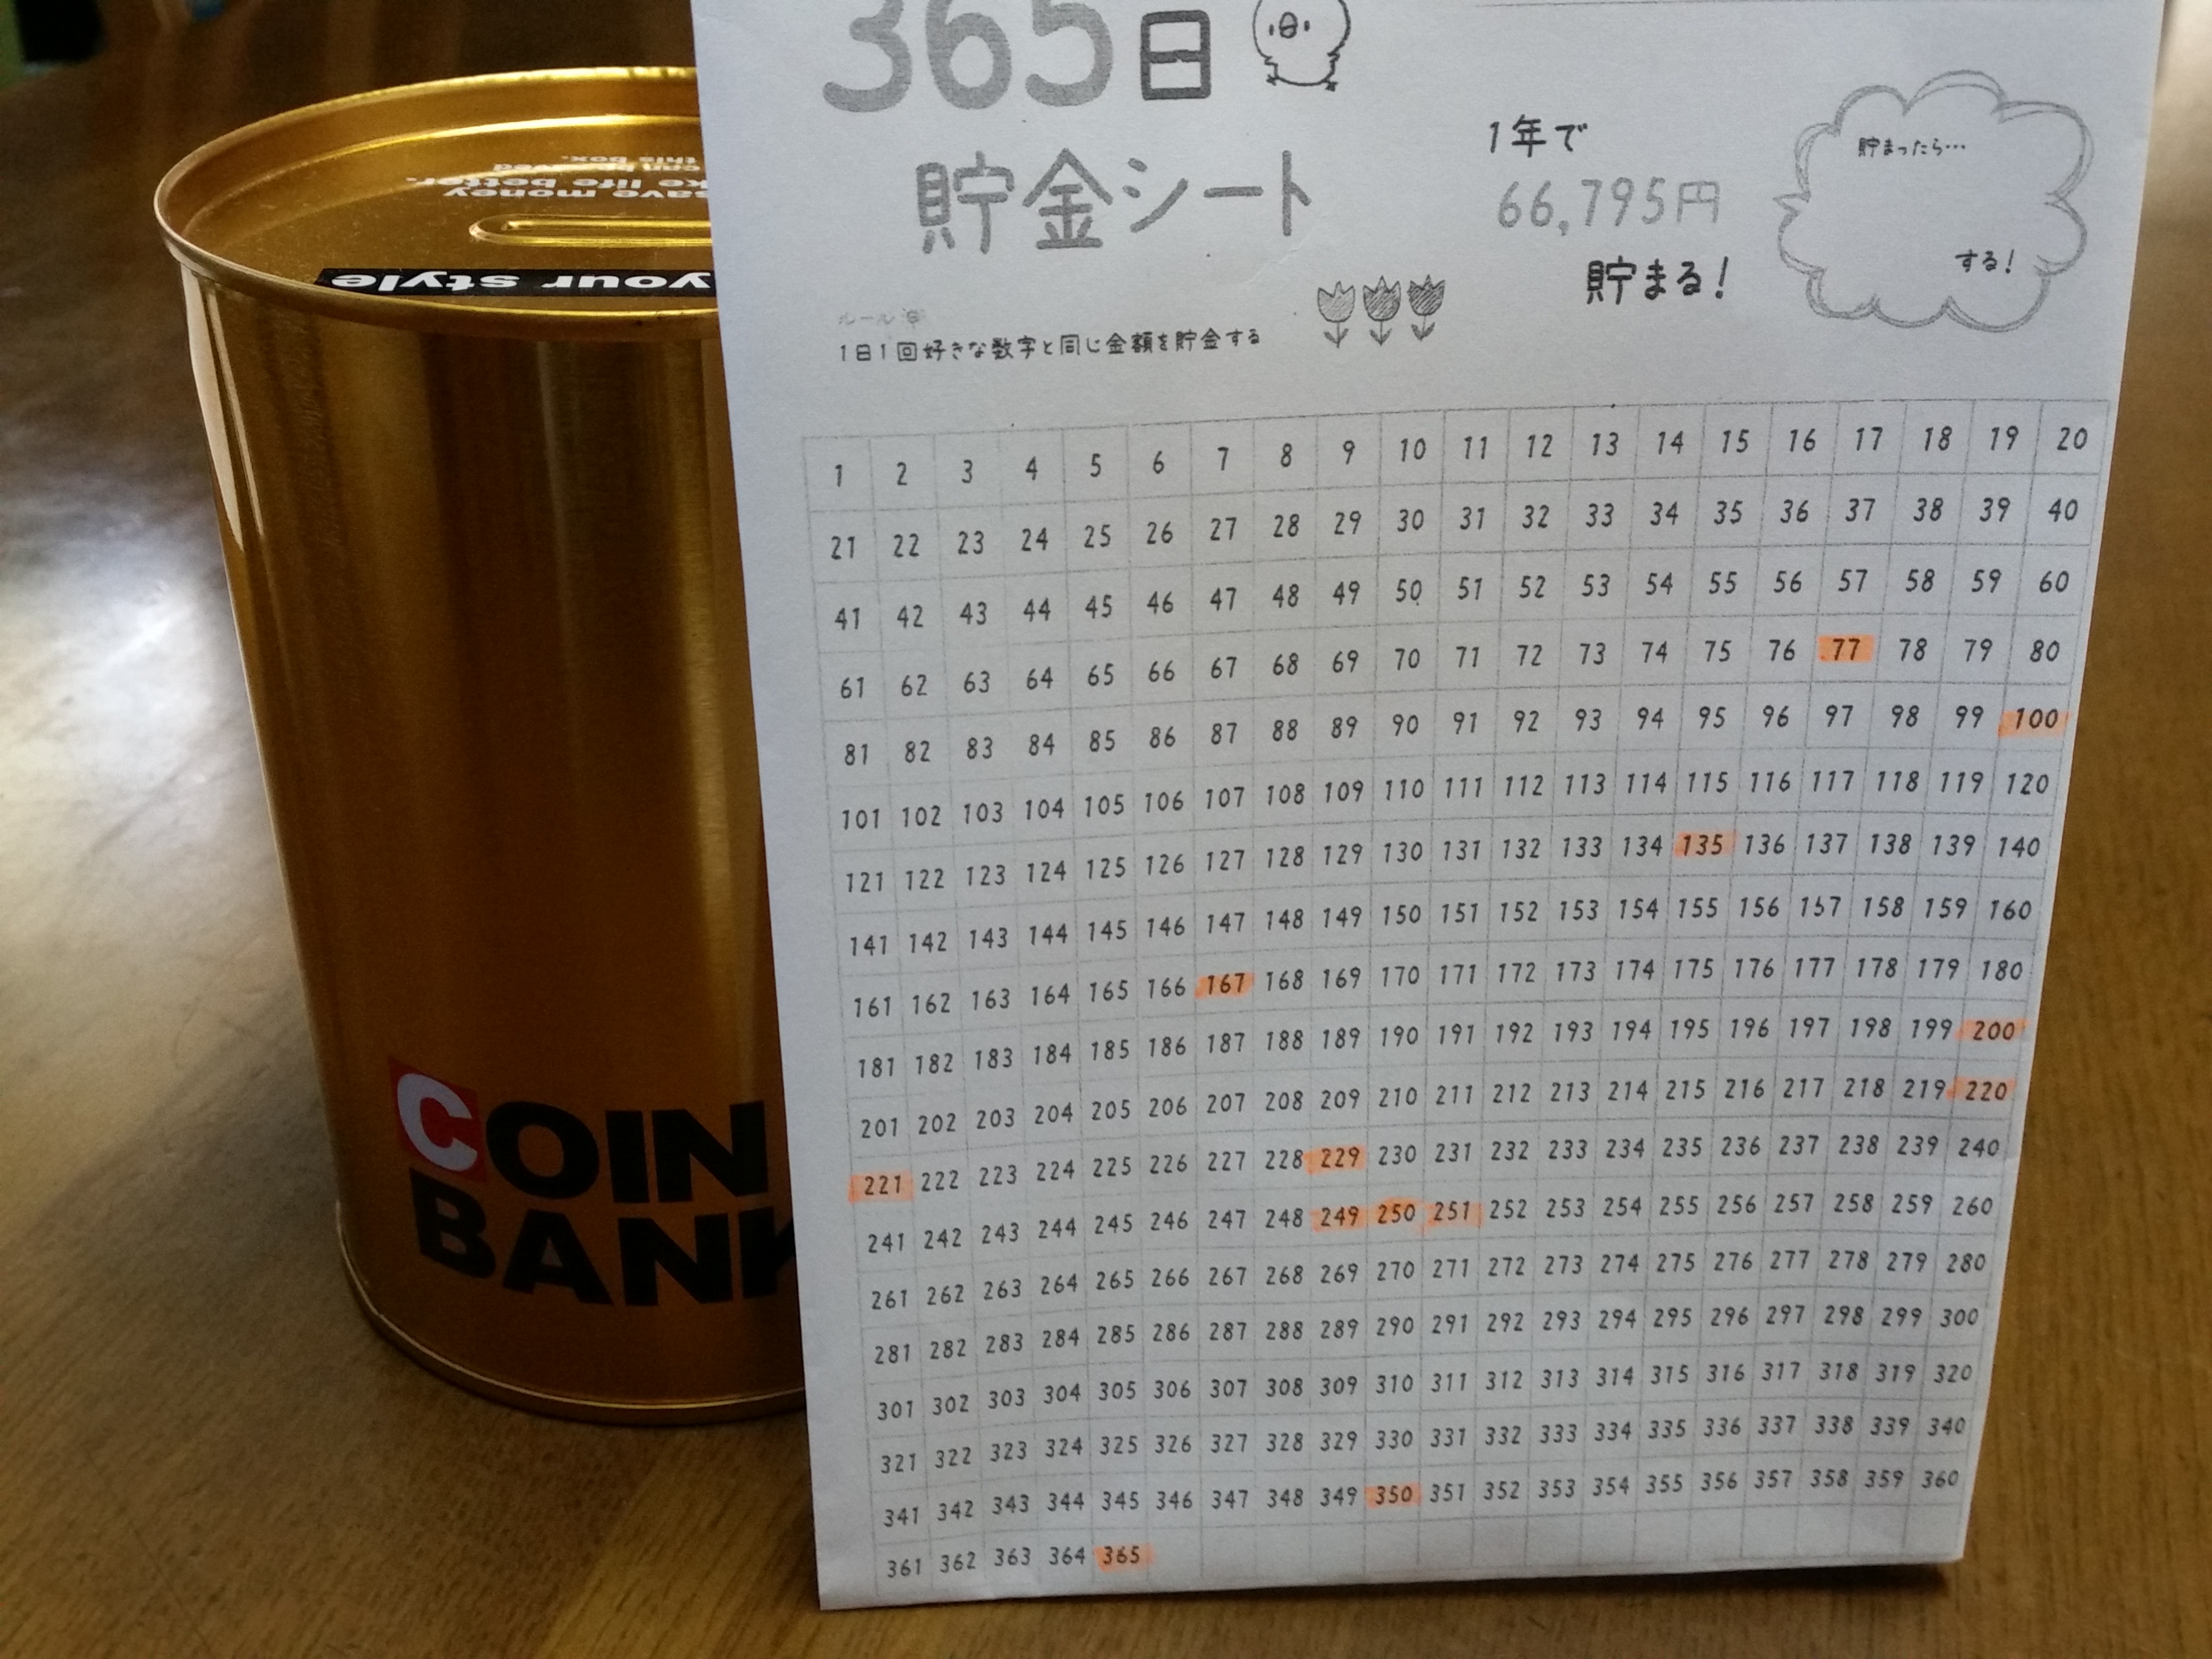 can be saved
this box.
save money
ke life better.
your style
COIN
BANK
365日
貯金シート
1年で
66,795円
貯まる!
貯まったら…
する!
ルール
1日1回好きな数字と同じ金額を貯金する
1 2 3 4 5 6 7 8 9 10 11 12 13 14 15 16 17 18 19 20
21 22 23 24 25 26 27 28 29 30 31 32 33 34 35 36 37 38 39 40
41 42 43 44 45 46 47 48 49 50 51 52 53 54 55 56 57 58 59 60
61 62 63 64 65 66 67 68 69 70 71 72 73 74 75 76 77 78 79 80
81 82 83 84 85 86 87 88 89 90 91 92 93 94 95 96 97 98 99 100
101 102 103 104 105 106 107 108 109 110 111 112 113 114 115 116 117 118 119 120
121 122 123 124 125 126 127 128 129 130 131 132 133 134 135 136 137 138 139 140
141 142 143 144 145 146 147 148 149 150 151 152 153 154 155 156 157 158 159 160
161 162 163 164 165 166 167 168 169 170 171 172 173 174 175 176 177 178 179 180
181 182 183 184 185 186 187 188 189 190 191 192 193 194 195 196 197 198 199 200
201 202 203 204 205 206 207 208 209 210 211 212 213 214 215 216 217 218 219 220
221 222 223 224 225 226 227 228 229 230 231 232 233 234 235 236 237 238 239 240
241 242 243 244 245 246 247 248 249 250 251 252 253 254 255 256 257 258 259 260
261 262 263 264 265 266 267 268 269 270 271 272 273 274 275 276 277 278 279 280
281 282 283 284 285 286 287 288 289 290 291 292 293 294 295 296 297 298 299 300
301 302 303 304 305 306 307 308 309 310 311 312 313 314 315 316 317 318 319 320
321 322 323 324 325 326 327 328 329 330 331 332 333 334 335 336 337 338 339 340
341 342 343 344 345 346 347 348 349 350 351 352 353 354 355 356 357 358 359 360
361 362 363 364 365